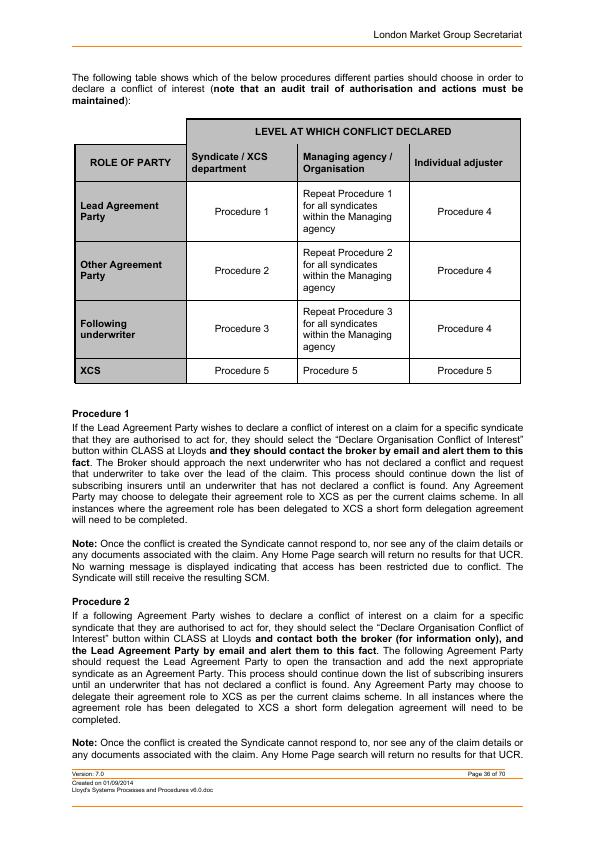 London Market Group Secretariat
The following table shows which of the below procedures different parties should choose in order to
declare a conflict of interest (note that an audit trail of authorisation and actions must be
maintained):
LEVEL AT WHICH CONFLICT DECLARED
ROLE OF PARTY
Syndicate / XCS
department
Managing agency /
Organisation
Individual adjuster
Lead Agreement
Party
Procedure 1
Repeat Procedure 1
for all syndicates
within the Managing
agency
Procedure 4
Other Agreement
Party
Procedure 2
Repeat Procedure 2
for all syndicates
within the Managing
agency
Procedure 4
Following
underwriter
Procedure 3
Repeat Procedure 3
for all syndicates
within the Managing
agency
Procedure 4
XCS
Procedure 5
Procedure 5
Procedure 5
Procedure 1
If the Lead Agreement Party wishes to declare a conflict of interest on a claim for a specific syndicate
that they are authorised to act for, they should select the “Declare Organisation Conflict of Interest”
button within CLASS at Lloyds and they should contact the broker by email and alert them to this
fact. The Broker should approach the next underwriter who has not declared a conflict and request
that underwriter to take over the lead of the claim. This process should continue down the list of
subscribing insurers until an underwriter that has not declared a conflict is found. Any Agreement
Party may choose to delegate their agreement role to XCS as per the current claims scheme. In all
instances where the agreement role has been delegated to XCS a short form delegation agreement
will need to be completed.
Note: Once the conflict is created the Syndicate cannot respond to, nor see any of the claim details or
any documents associated with the claim. Any Home Page search will return no results for that UCR.
No warning message is displayed indicating that access has been restricted due to conflict. The
Syndicate will still receive the resulting SCM.
Procedure 2
If a following Agreement Party wishes to declare a conflict of interest on a claim for a specific
syndicate that they are authorised to act for, they should select the “Declare Organisation Conflict of
Interest” button within CLASS at Lloyds and contact both the broker (for information only), and
the Lead Agreement Party by email and alert them to this fact. The following Agreement Party
should request the Lead Agreement Party to open the transaction and add the next appropriate
syndicate as an Agreement Party. This process should continue down the list of subscribing insurers
until an underwriter that has not declared a conflict is found. Any Agreement Party may choose to
delegate their agreement role to XCS as per the current claims scheme. In all instances where the
agreement role has been delegated to XCS a short form delegation agreement will need to be
completed.
Note: Once the conflict is created the Syndicate cannot respond to, nor see any of the claim details or
any documents associated with the claim. Any Home Page search will return no results for that UCR.
Version: 7.0
Page 36 of 70
Created on 01/09/2014
Lloyd's Systems Processes and Procedures v6.0.doc